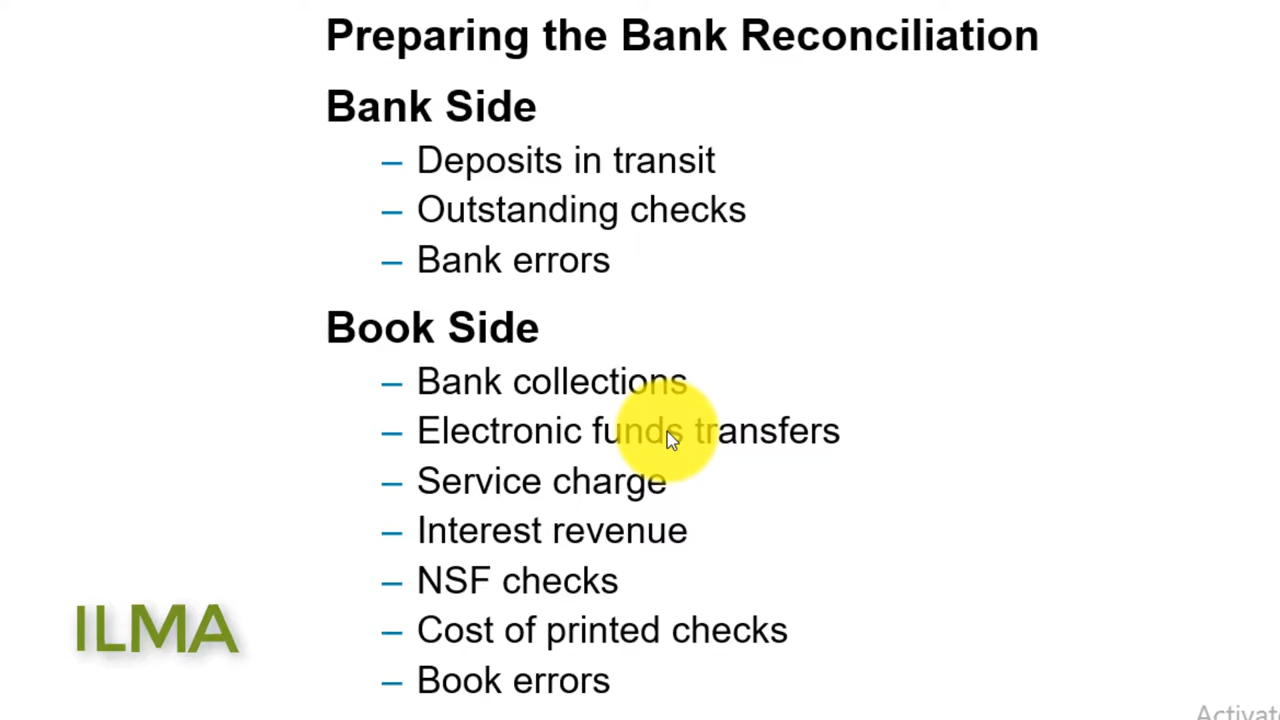 Preparing the Bank Reconciliation
Bank Side
– Deposits in transit
– Outstanding checks
– Bank errors
Book Side
– Bank collections
– Electronic funds transfers
– Service charge
– Interest revenue
– NSF checks
– Cost of printed checks
– Book errors
ILMA